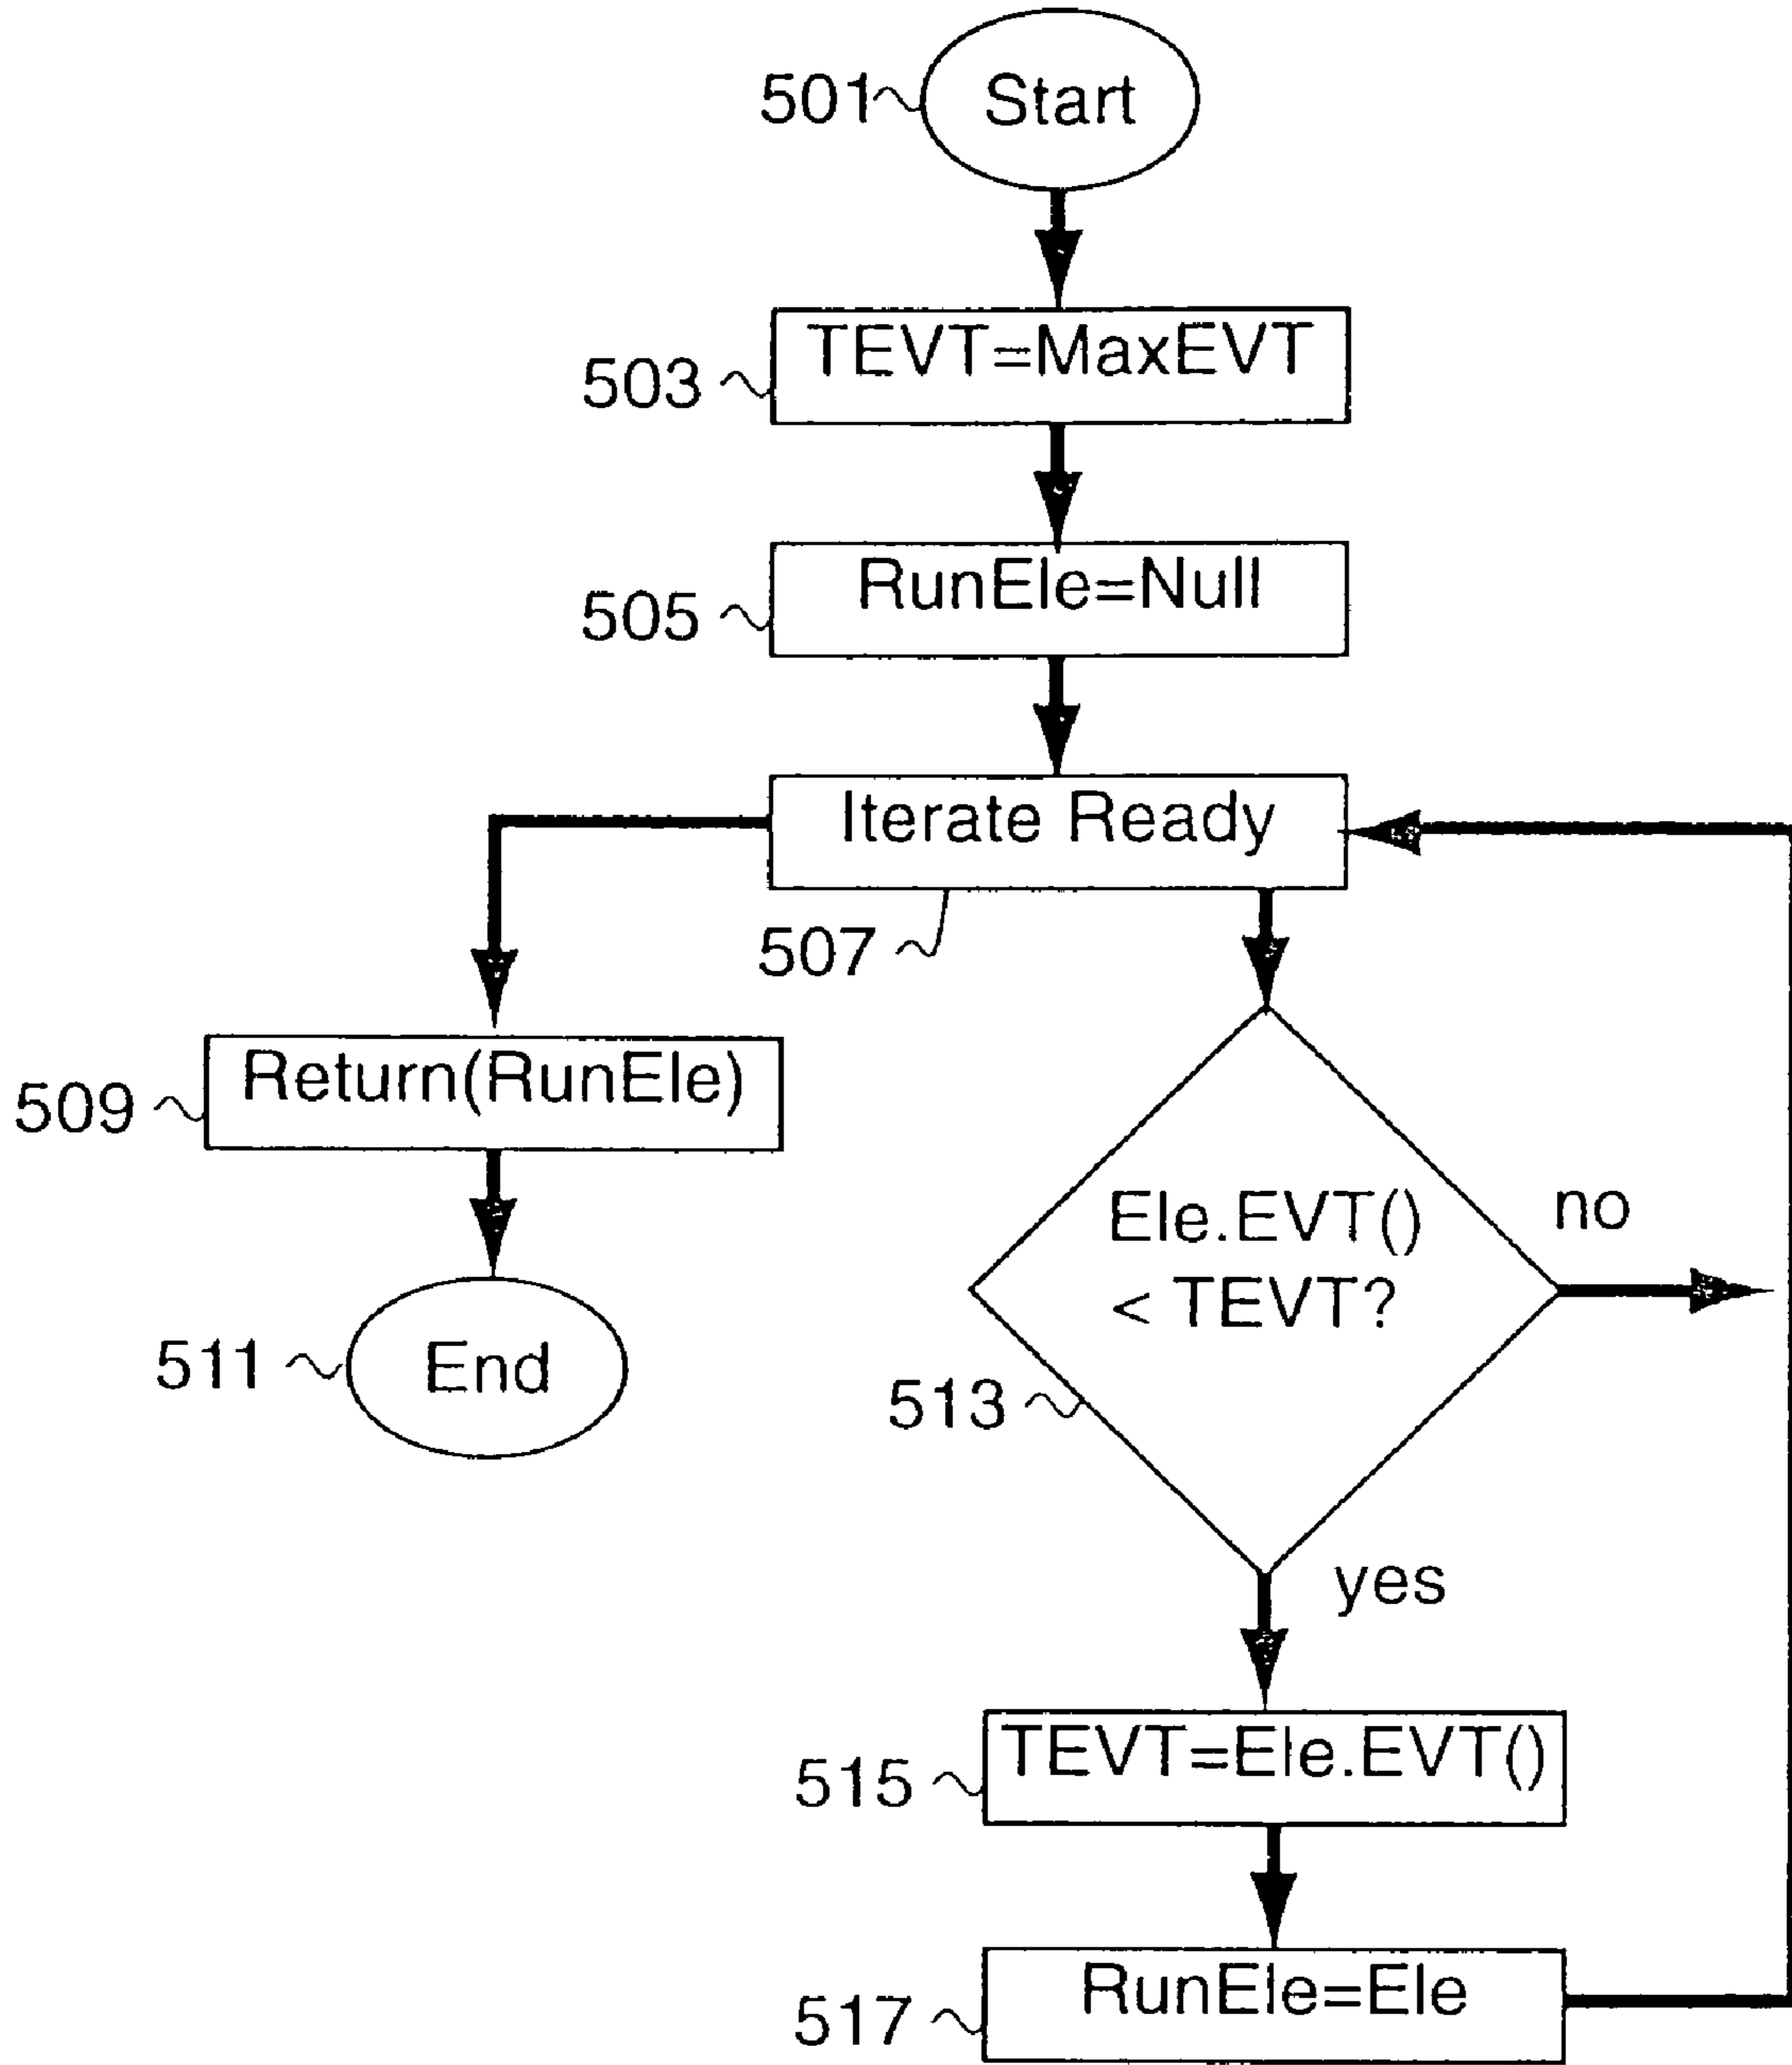 501
Start
503
TEVT=MaxEVT
505
RunEle=Null
Iterate Ready
507
509
Return(RunEle)
Ele.EVT()
< TEVT?
no
511
End
513
yes
515
TEVT=Ele.EVT()
517
RunEle=Ele